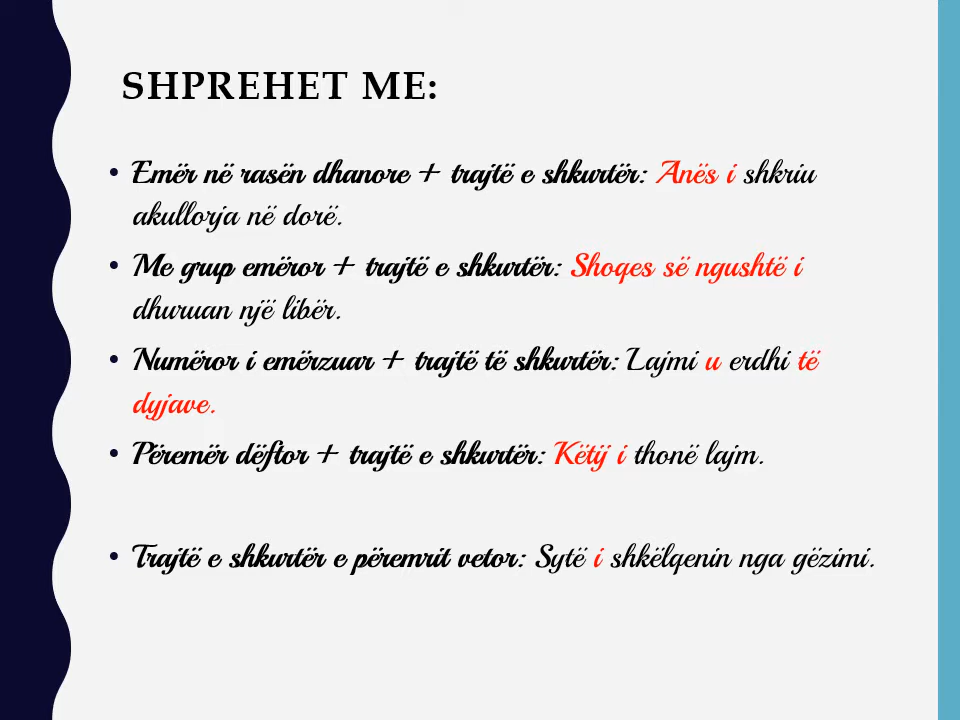 SHPREHET ME:
• Emër në rasën dhanore + trajtë e shkurtër: Anës i shkriu
akullorja në dorë.
• Me grup emëror + trajtë e shkurtër: Shoqes së ngushtë i
dhuruan një libër.
• Numëror i emërzuar + trajtë të shkurtër: Lajmi u erdhi të
dyjave.
• Përemër dëftor + trajtë e shkurtër: Këtij i thonë lajm.
• Trajtë e shkurtër e përemrit vetor: Sytë i shkëlqenin nga gëzimi.